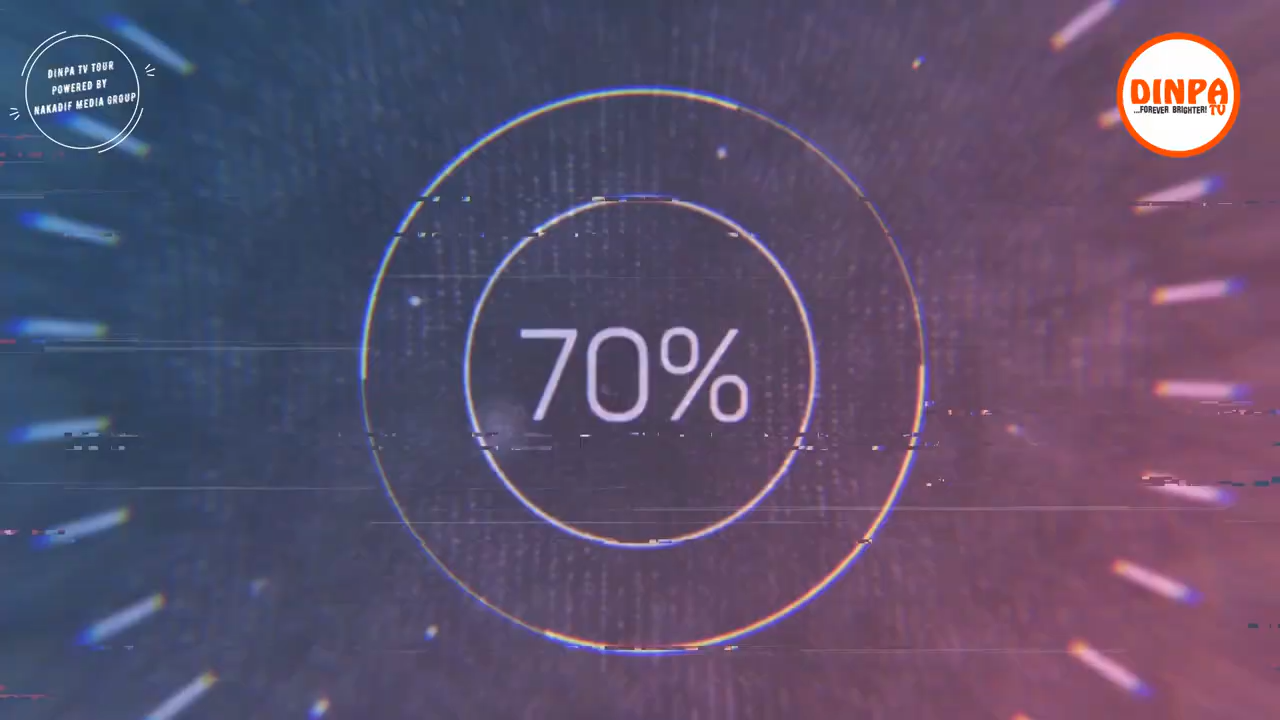 DINPA TV TOUR
POWERED BY
NAKADIF MEDIA GROUP
DINPA
...FOREVER BRIGHTER! TV
70%